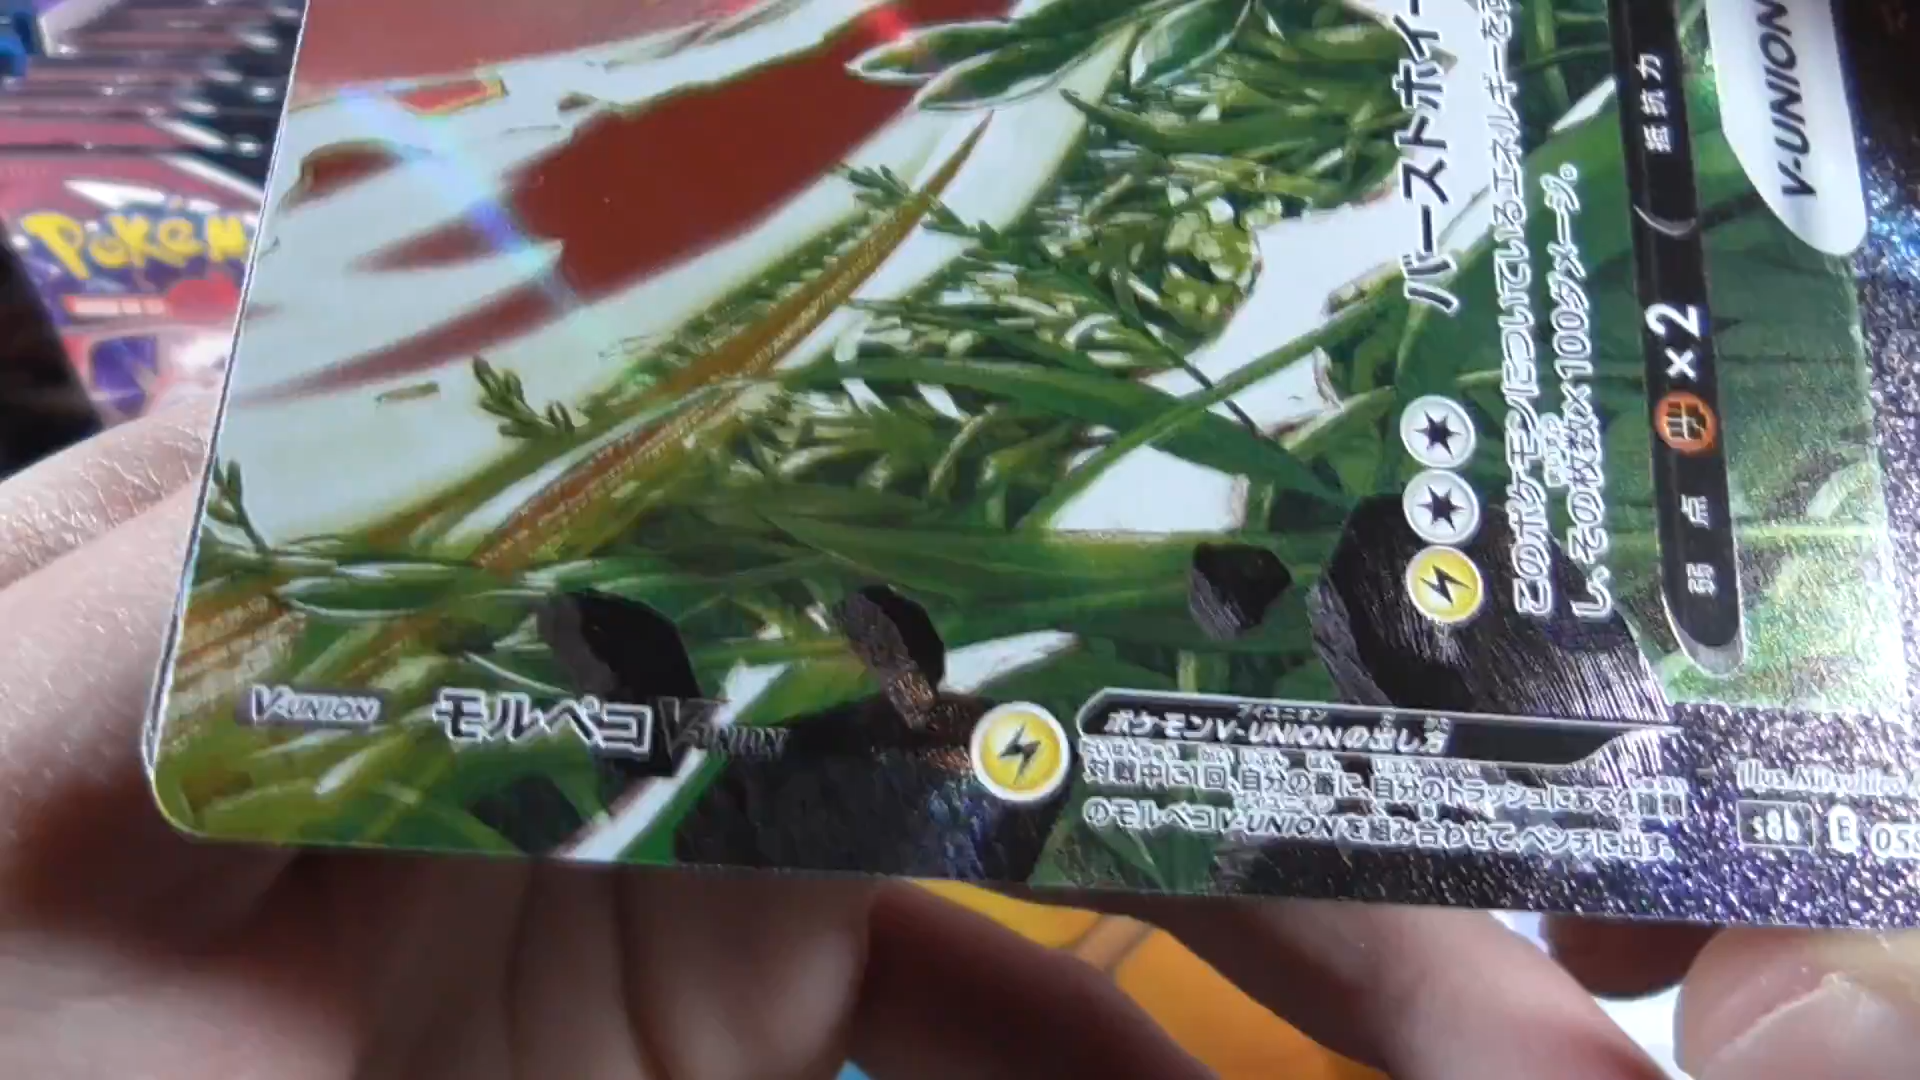 POKéMON
V-UNION
バーストホイー
このポケモンについているエネルギーを
し、その枚数×100ダメージ。
抵抗力
弱点 ×2
V-UNION モルペコV-UNION
ポケモンV-UNIONの出し方
対戦中に1回、自分の番に、自分のトラッシュにある4種類
のモルペコV-UNIONを組み合わせて、ベンチに出す。
illus.
s8b